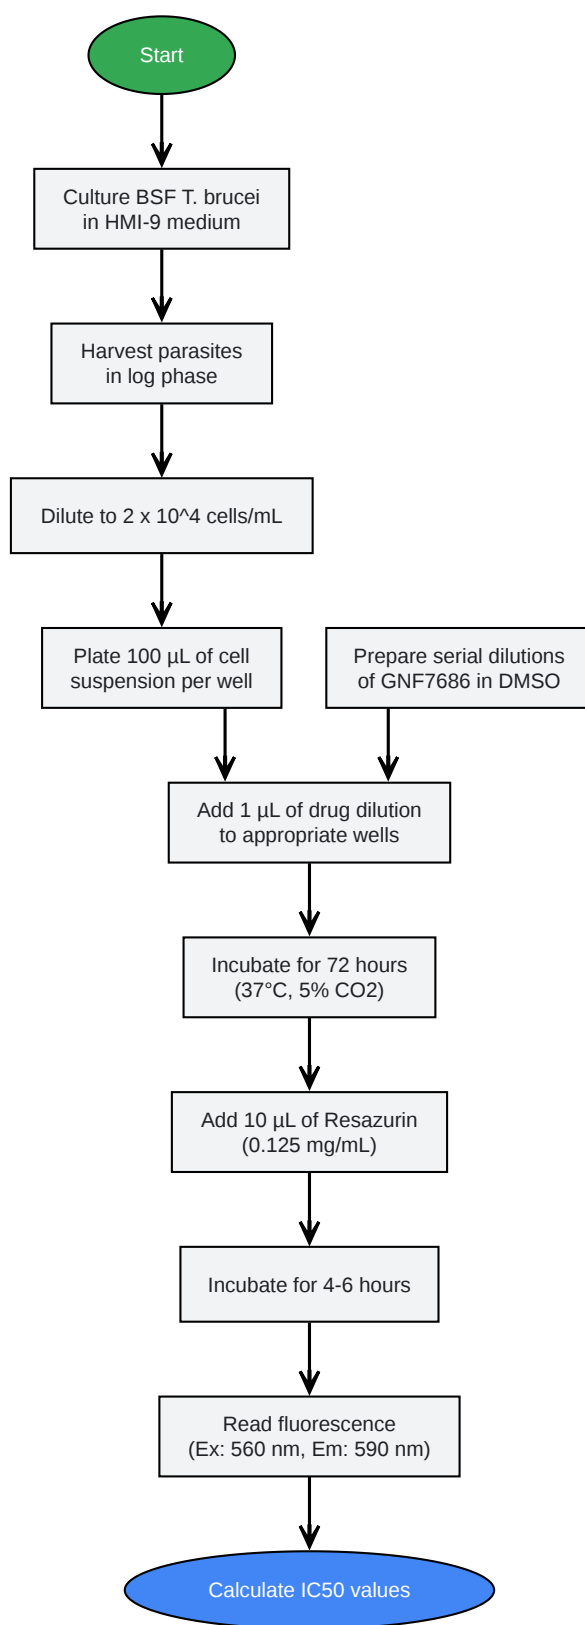 Start
Culture BSF T. brucei
in HMI-9 medium
Harvest parasites
in log phase
Dilute to 2 x 10^4 cells/mL
Plate 100 µL of cell
suspension per well
Prepare serial dilutions
of GNF7686 in DMSO
Add 1 µL of drug dilution
to appropriate wells
Incubate for 72 hours
(37°C, 5% CO2)
Add 10 µL of Resazurin
(0.125 mg/mL)
Incubate for 4-6 hours
Read fluorescence
(Ex: 560 nm, Em: 590 nm)
Calculate IC50 values